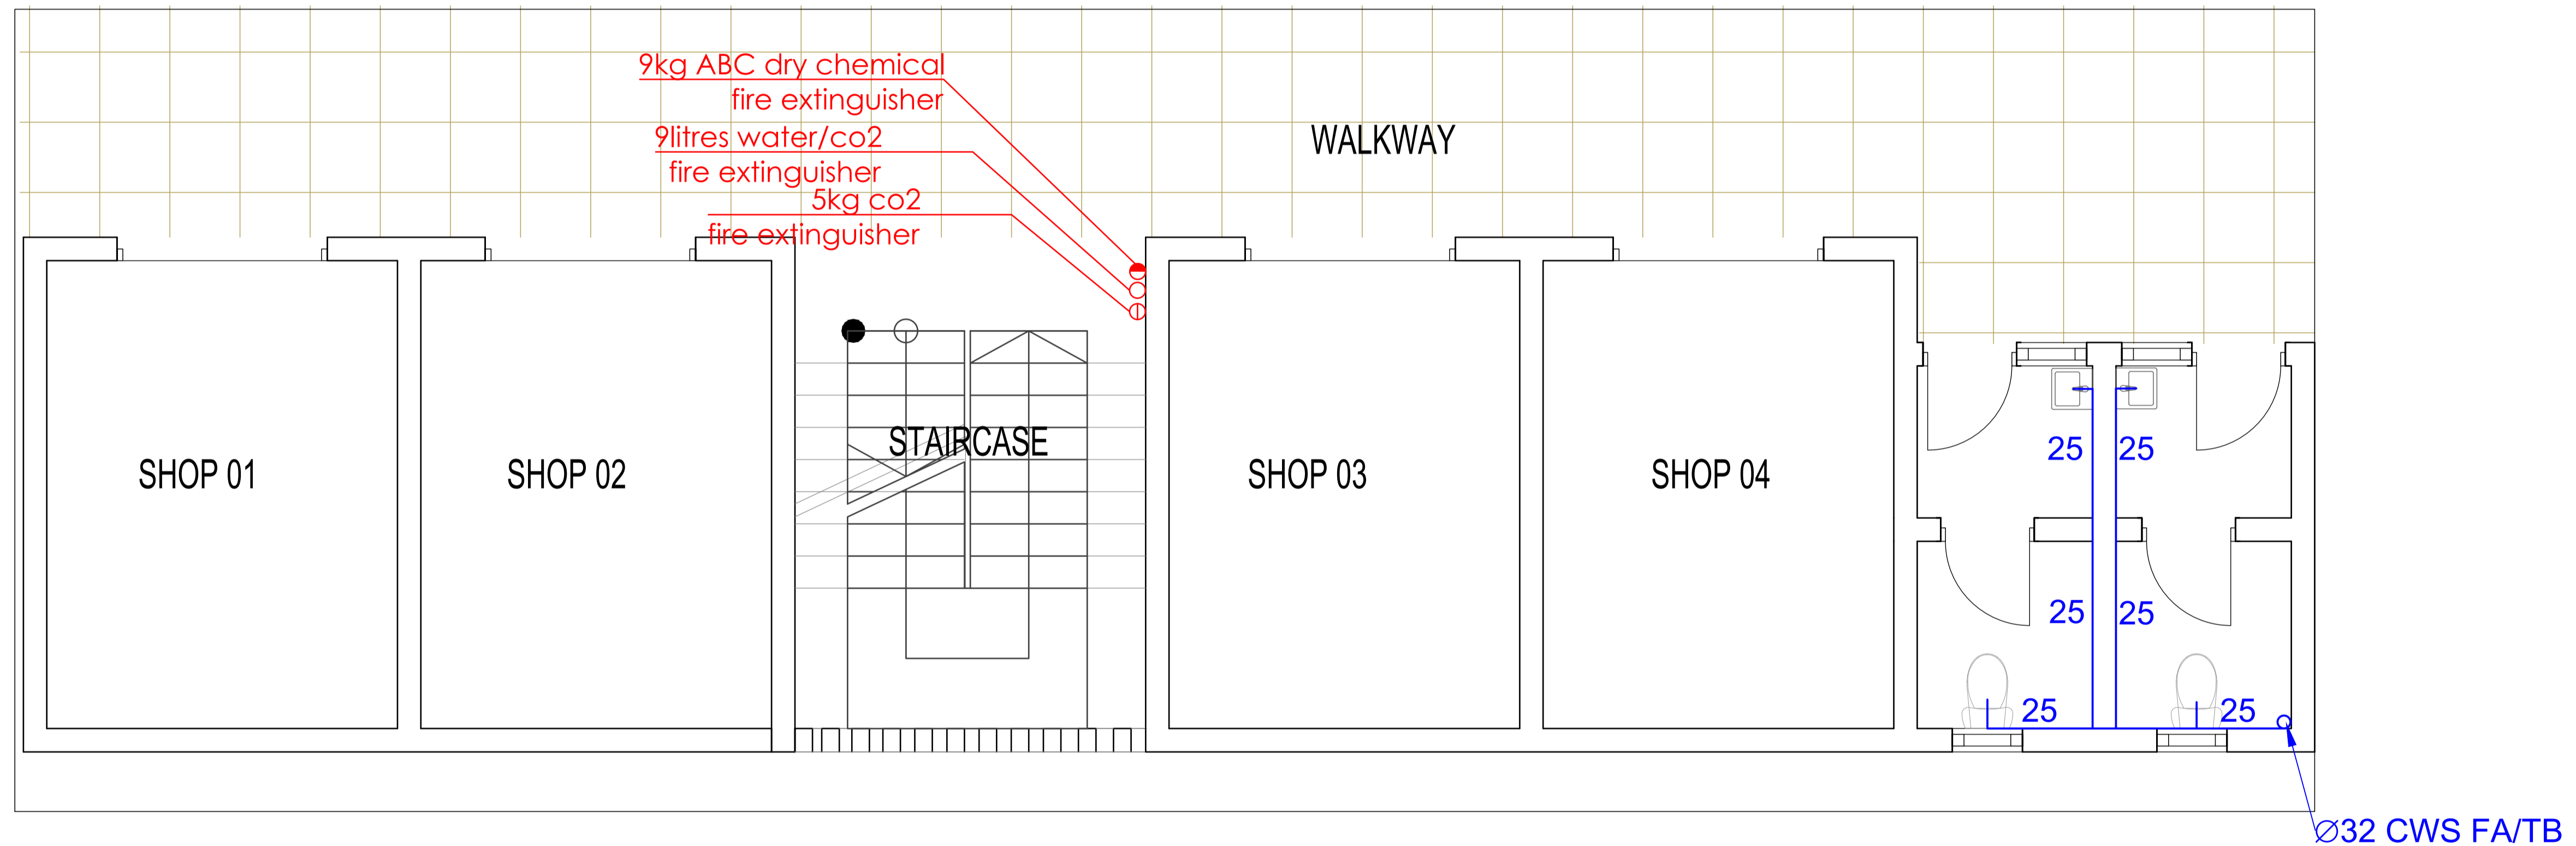 9kg ABC dry chemical
fire extinguisher
9litres water/co2
fire extinguisher
5kg co2
fire extinguisher
WALKWAY
STAIRCASE
SHOP 01
SHOP 02
SHOP 03
SHOP 04
25
25
25
25
25
25
Ø32 CWS FA/TB